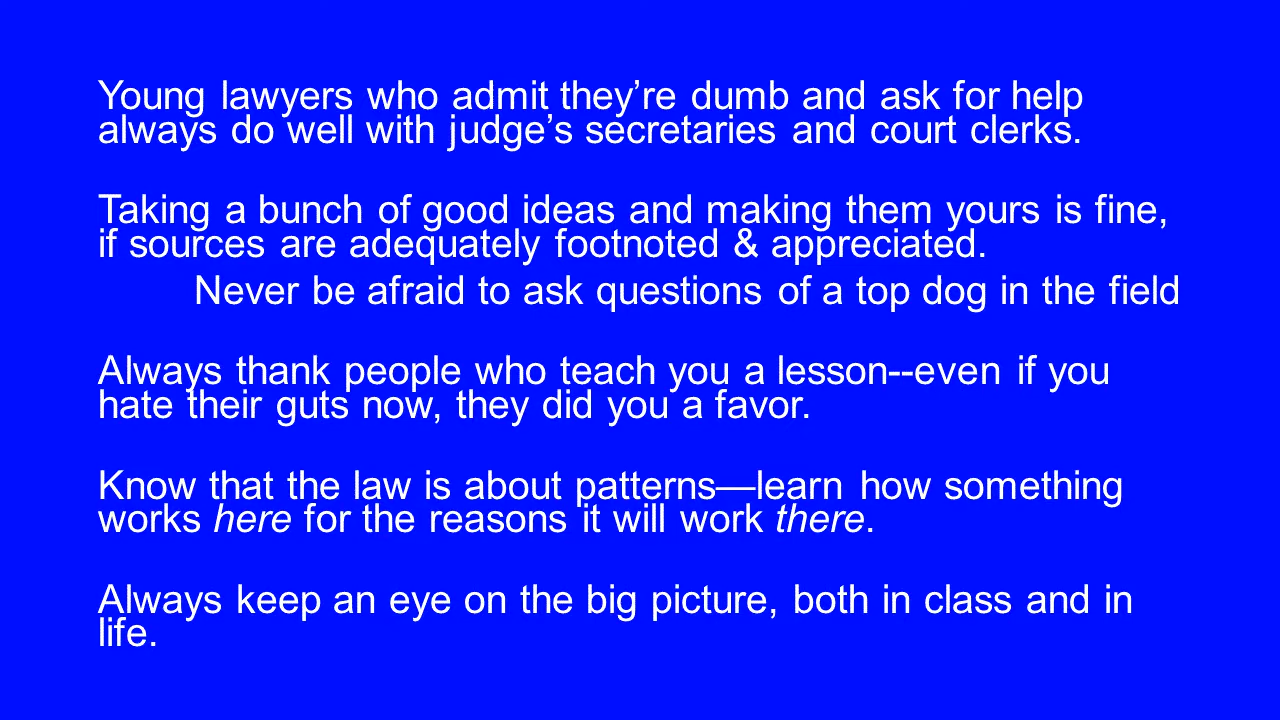 Young lawyers who admit they’re dumb and ask for help
always do well with judge’s secretaries and court clerks.
Taking a bunch of good ideas and making them yours is fine,
if sources are adequately footnoted & appreciated.
Never be afraid to ask questions of a top dog in the field
Always thank people who teach you a lesson--even if you
hate their guts now, they did you a favor.
Know that the law is about patterns—learn how something
works here for the reasons it will work there.
Always keep an eye on the big picture, both in class and in
life.